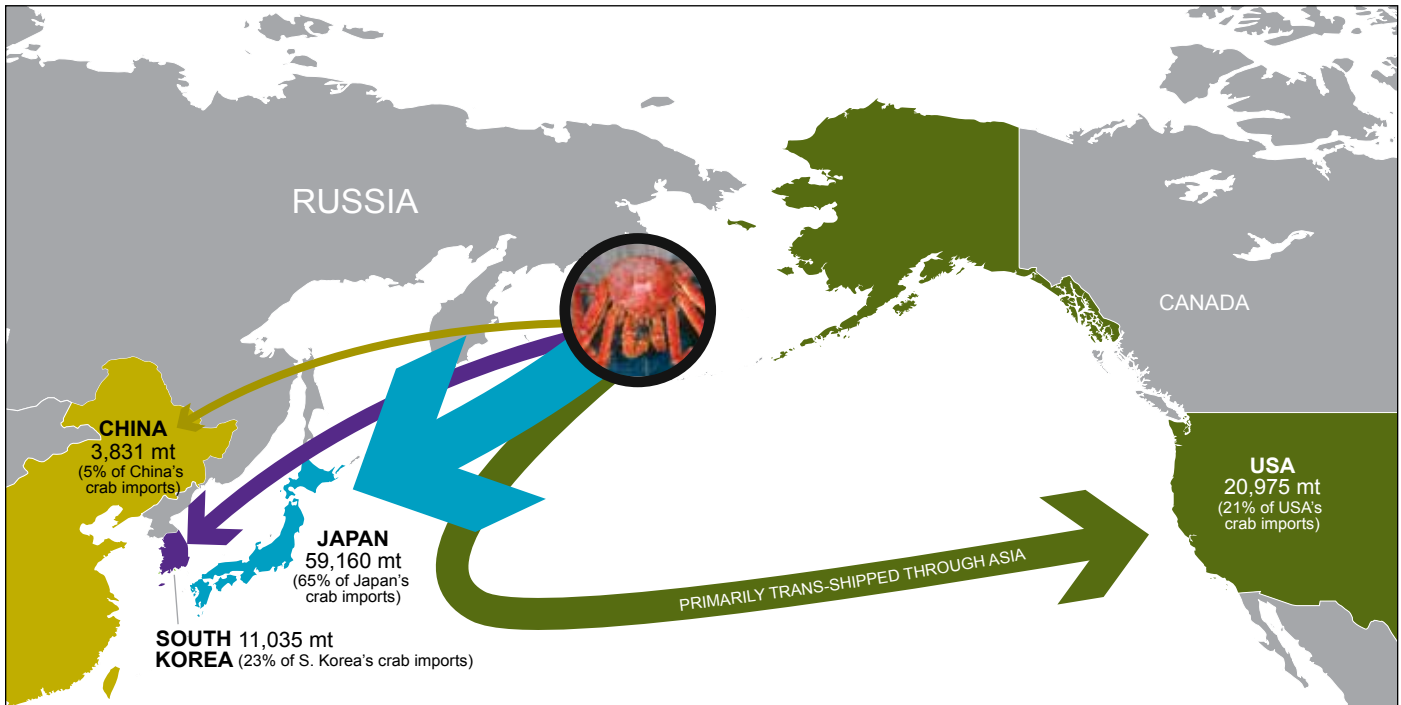 RUSSIA
CANADA
CHINA
3,831 mt
(5% of China's
crab imports)
USA
20,975 mt
(21% of USA's
crab imports)
JAPAN
59,160 mt
(65% of Japan's
crab imports)
PRIMARILY TRANS-SHIPPED THROUGH ASIA
SOUTH 11,035 mt
KOREA (23% of S. Korea's crab imports)